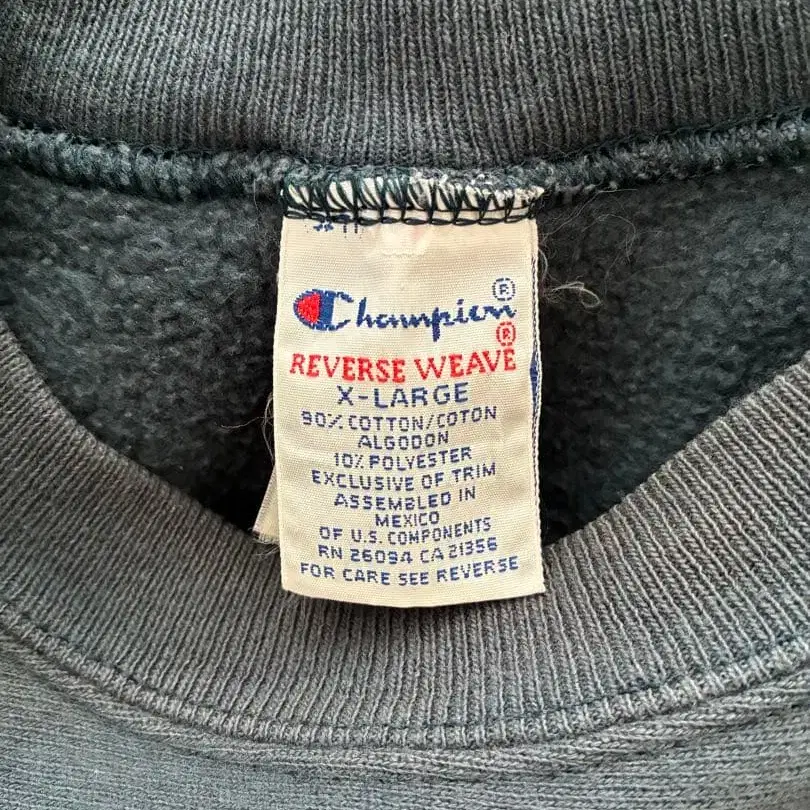 Champion®
REVERSE WEAVE®
X-LARGE
90% COTTON/COTON
ALGODON
10% POLYESTER
EXCLUSIVE OF TRIM
ASSEMBLED IN
MEXICO
OF U.S. COMPONENTS
RN 26094 CA 21356
FOR CARE SEE REVERSE